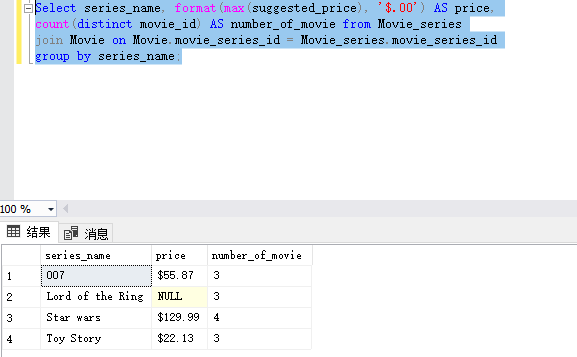 Select series_name, format(max(suggested_price), '$.00') AS price,
count(distinct movie_id) AS number_of_movie from Movie_series
join Movie on Movie.movie_series_id = Movie_series.movie_series_id
group by series_name;
100 %
结果 消息
series_name price number_of_movie
1 007 $55.87 3
2 Lord of the Ring NULL 3
3 Star wars $129.99 4
4 Toy Story $22.13 3